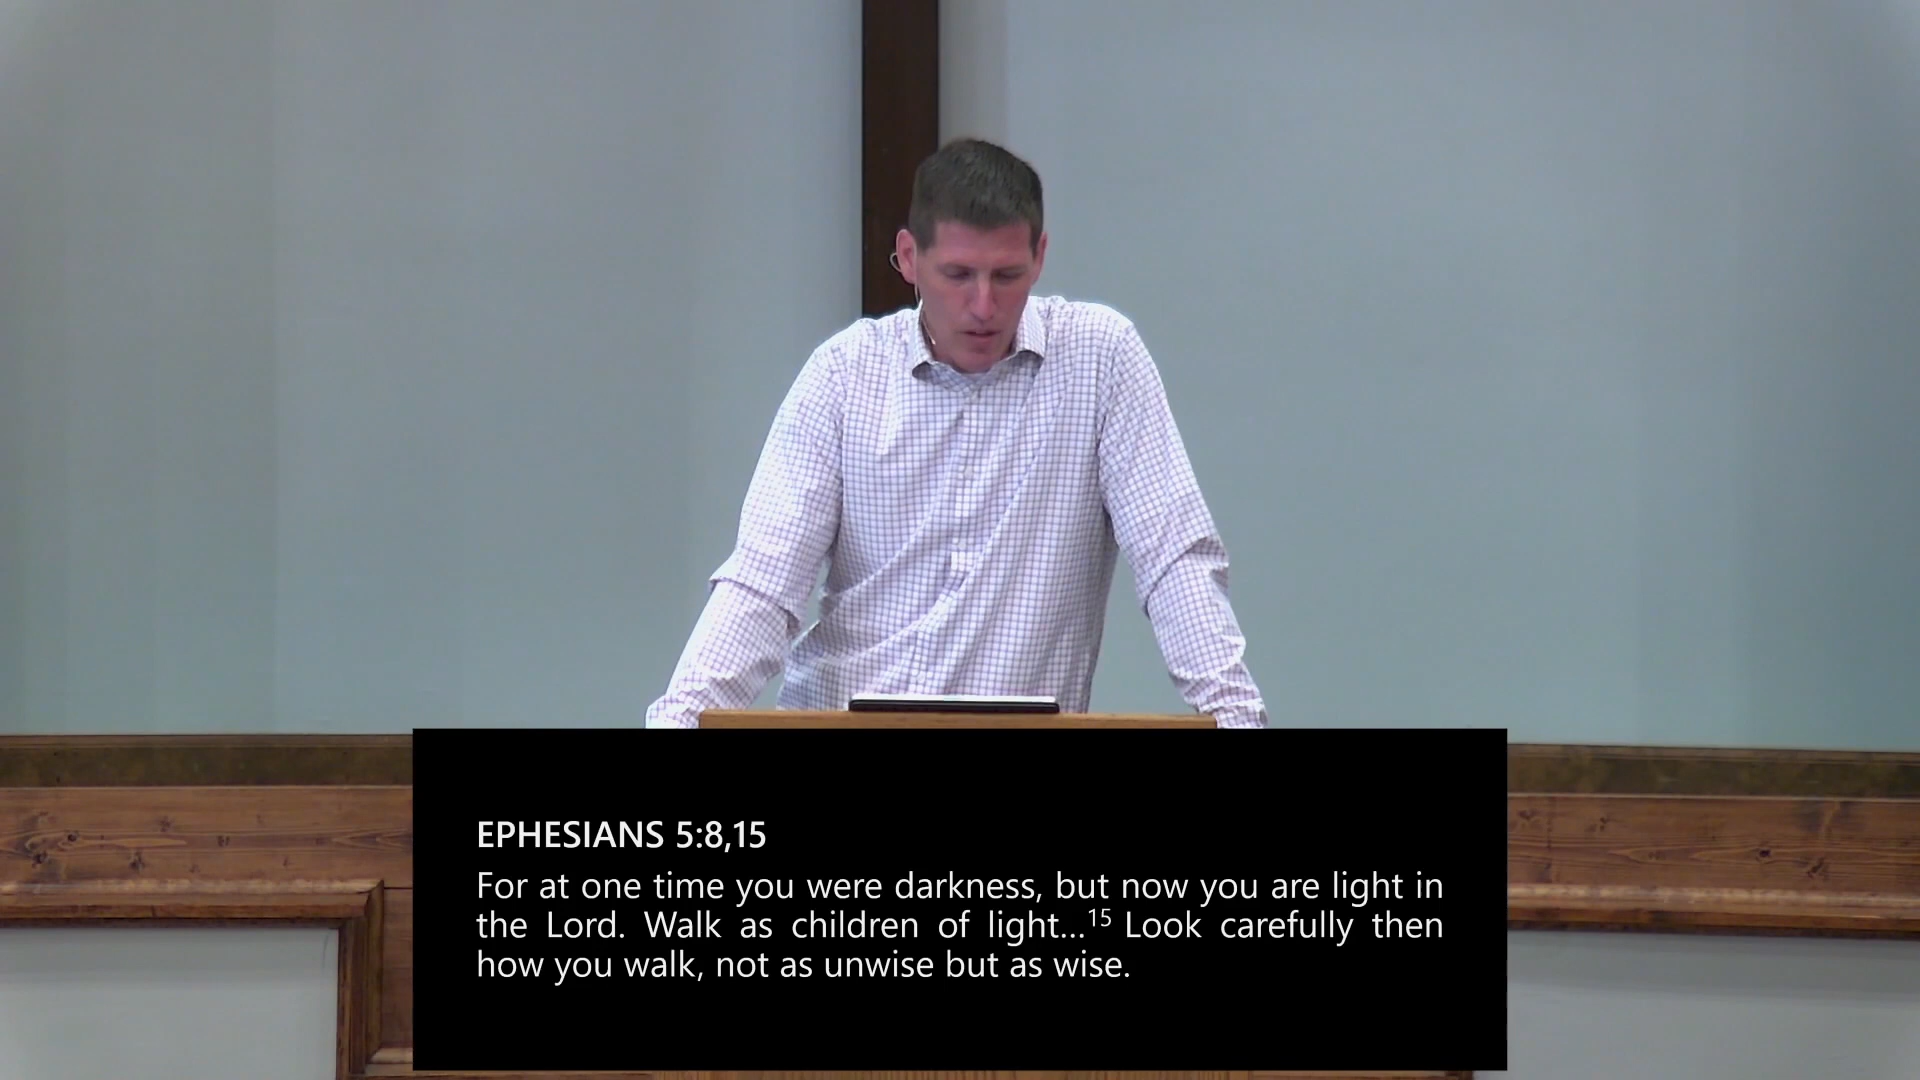 EPHESIANS 5:8,15
For at one time you were darkness, but now you are light in
the Lord. Walk as children of light...¹⁵ Look carefully then
how you walk, not as unwise but as wise.